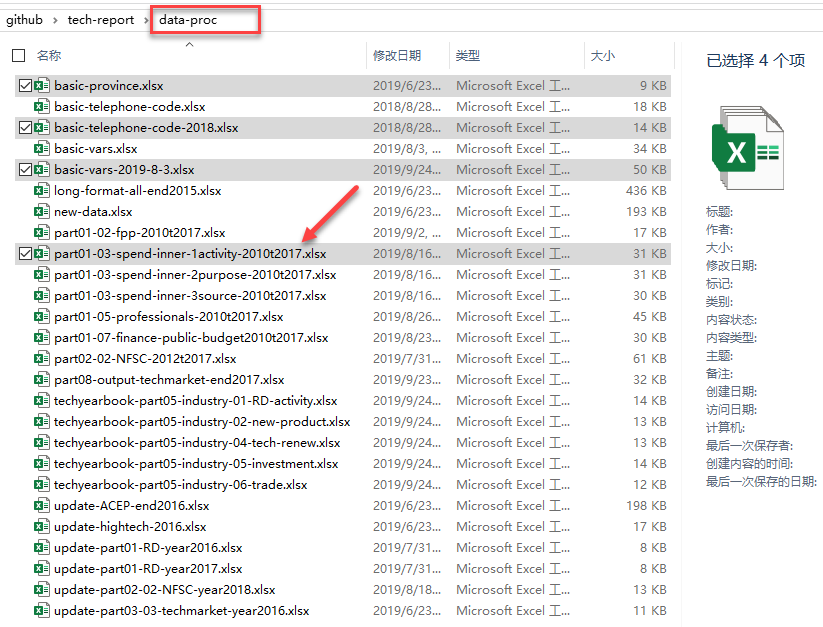 github › tech-report › data-proc
名称 修改日期 类型 大小
basic-province.xlsx 2019/6/23... Microsoft Excel 工... 9 KB
basic-telephone-code.xlsx 2018/8/28... Microsoft Excel 工... 18 KB
basic-telephone-code-2018.xlsx 2018/8/28... Microsoft Excel 工... 14 KB
basic-vars.xlsx 2019/8/3, ... Microsoft Excel 工... 34 KB
basic-vars-2019-8-3.xlsx 2019/9/24... Microsoft Excel 工... 50 KB
long-format-all-end2015.xlsx 2019/6/23... Microsoft Excel 工... 436 KB
new-data.xlsx 2019/6/23... Microsoft Excel 工... 193 KB
part01-02-fpp-2010t2017.xlsx 2019/9/2, ... Microsoft Excel 工... 17 KB
part01-03-spend-inner-1activity-2010t2017.xlsx 2019/8/16... Microsoft Excel 工... 31 KB
part01-03-spend-inner-2purpose-2010t2017.xlsx 2019/8/16... Microsoft Excel 工... 31 KB
part01-03-spend-inner-3source-2010t2017.xlsx 2019/8/16... Microsoft Excel 工... 30 KB
part01-05-professionals-2010t2017.xlsx 2019/8/26... Microsoft Excel 工... 45 KB
part01-07-finance-public-budget2010t2017.xlsx 2019/8/23... Microsoft Excel 工... 30 KB
part02-02-NFSC-2012t2017.xlsx 2019/7/31... Microsoft Excel 工... 61 KB
part08-output-techmarket-end2017.xlsx 2019/9/23... Microsoft Excel 工... 32 KB
techyearbook-part05-industry-01-RD-activity.xlsx 2019/9/24... Microsoft Excel 工... 14 KB
techyearbook-part05-industry-02-new-product.xlsx 2019/9/24... Microsoft Excel 工... 13 KB
techyearbook-part05-industry-04-tech-renew.xlsx 2019/9/24... Microsoft Excel 工... 13 KB
techyearbook-part05-industry-05-investment.xlsx 2019/9/24... Microsoft Excel 工... 14 KB
techyearbook-part05-industry-06-trade.xlsx 2019/9/24... Microsoft Excel 工... 12 KB
update-ACEP-end2016.xlsx 2019/6/23... Microsoft Excel 工... 198 KB
update-hightech-2016.xlsx 2019/6/23... Microsoft Excel 工... 17 KB
update-part01-RD-year2016.xlsx 2019/7/31... Microsoft Excel 工... 8 KB
update-part01-RD-year2017.xlsx 2019/7/31... Microsoft Excel 工... 8 KB
update-part02-02-NFSC-year2018.xlsx 2019/8/18... Microsoft Excel 工... 13 KB
update-part03-03-techmarket-year2016.xlsx 2019/6/23... Microsoft Excel 工... 11 KB
已选择 4 个项
X
标题:
作者:
大小:
修改日期:
标记:
类别:
内容状态:
内容类型:
主题:
备注:
创建日期:
访问日期:
计算机:
最后一次保存者:
创建内容的时间:
最后一次保存的日期: